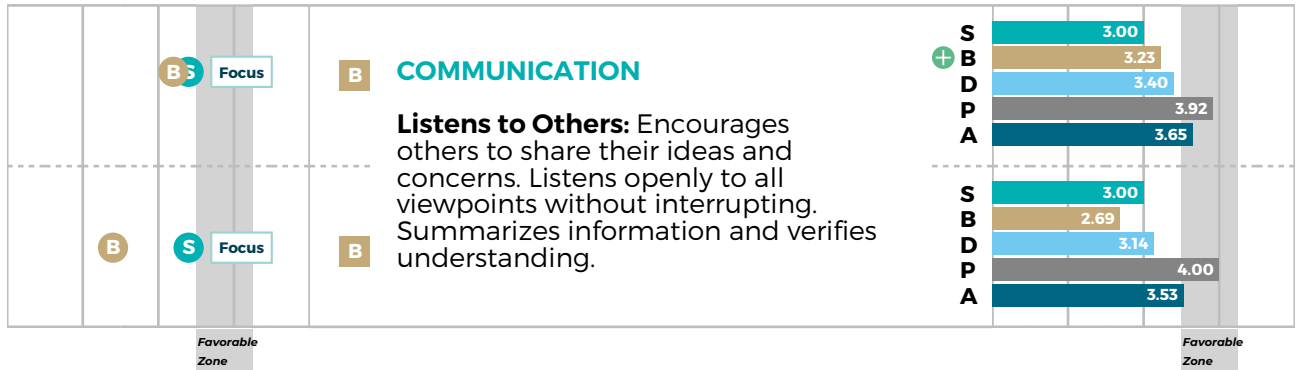 B S Focus
B
COMMUNICATION
Listens to Others: Encourages
others to share their ideas and
concerns. Listens openly to all
viewpoints without interrupting.
Summarizes information and verifies
understanding.
B S Focus
B
S 3.00
+ B 3.23
D 3.40
P 3.92
A 3.65
S 3.00
B 2.69
D 3.14
P 4.00
A 3.53
Favorable
Zone
Favorable
Zone